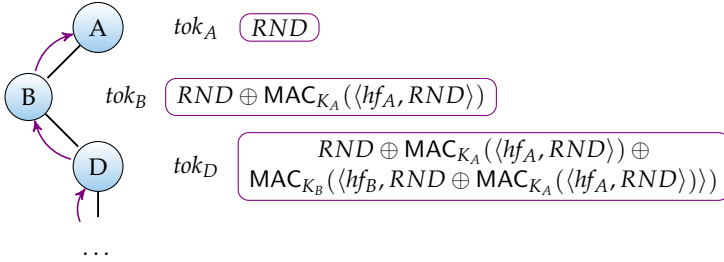 A tok_A RND
B tok_B RND ⊕ MAC_{K_A}(⟨hf_A, RND⟩)
D tok_D RND ⊕ MAC_{K_A}(⟨hf_A, RND⟩) ⊕
MAC_{K_B}(⟨hf_B, RND ⊕ MAC_{K_A}(⟨hf_A, RND⟩)⟩)
...